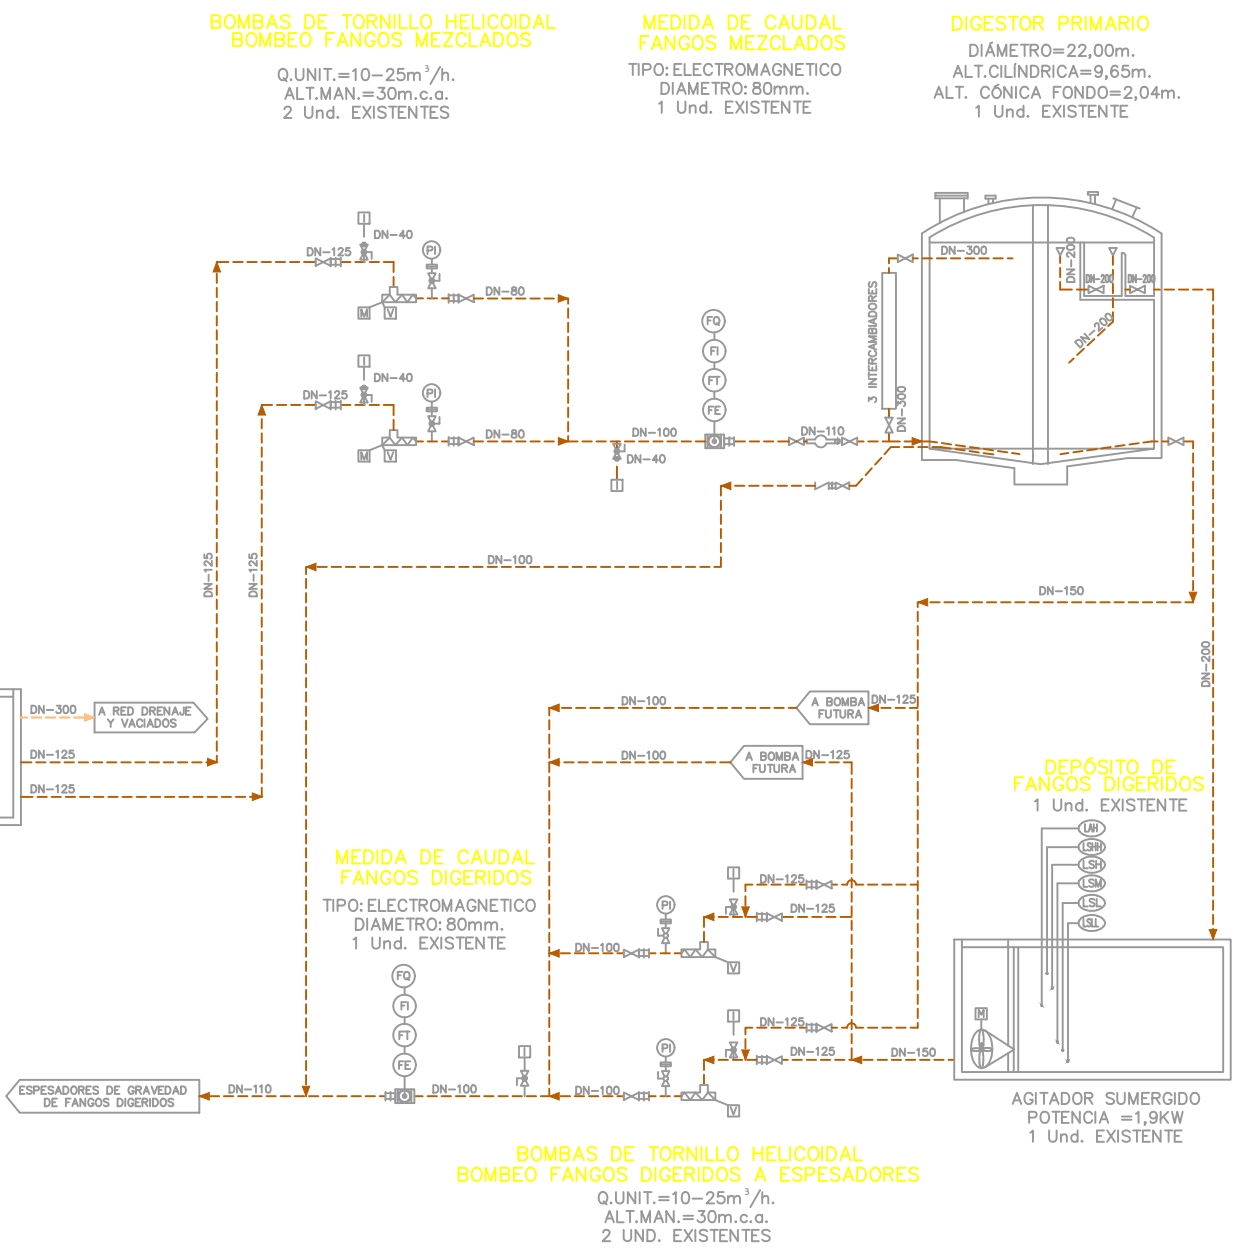 BOMBAS DE TORNILLO HELICOIDAL
BOMBEO FANGOS MEZCLADOS
Q.UNIT.=10-25m³/h.
ALT.MAN.=30m.c.a.
2 Und. EXISTENTES
MEDIDA DE CAUDAL
FANGOS MEZCLADOS
TIPO: ELECTROMAGNETICO
DIAMETRO: 80mm.
1 Und. EXISTENTE
DIGESTOR PRIMARIO
DIÁMETRO=22,00m.
ALT.CILÍNDRICA=9,65m.
ALT. CÓNICA FONDO=2,04m.
1 Und. EXISTENTE
I
DN-40
DN-125
PI
DN-80
M
V
I
DN-40
DN-125
PI
DN-80
M
V
FQ
FI
FT
FE
DN-100
DN-40
I
DN-110
3 INTERCAMBIADORES
DN-300
DN-300
DN-200
DN-200
DN-200
DN-200
DN-100
DN-125
DN-125
DN-150
DN-200
DN-300
A RED DRENAJE
Y VACIADOS
DN-125
DN-125
DN-100
A BOMBA
FUTURA
DN-125
DN-100
A BOMBA
FUTURA
DN-125
DEPÓSITO DE
FANGOS DIGERIDOS
1 Und. EXISTENTE
LAH
LSHH
LSH
LSM
LSL
LSLL
MEDIDA DE CAUDAL
FANGOS DIGERIDOS
TIPO: ELECTROMAGNETICO
DIAMETRO: 80mm.
1 Und. EXISTENTE
FQ
FI
FT
FE
I
DN-125
PI
DN-125
DN-100
V
I
DN-125
PI
DN-125
DN-150
M
I
DN-100
V
DN-100
DN-110
ESPESADORES DE GRAVEDAD
DE FANGOS DIGERIDOS
AGITADOR SUMERGIDO
POTENCIA =1,9KW
1 Und. EXISTENTE
BOMBAS DE TORNILLO HELICOIDAL
BOMBEO FANGOS DIGERIDOS A ESPESADORES
Q.UNIT.=10-25m³/h.
ALT.MAN.=30m.c.a.
2 UND. EXISTENTES